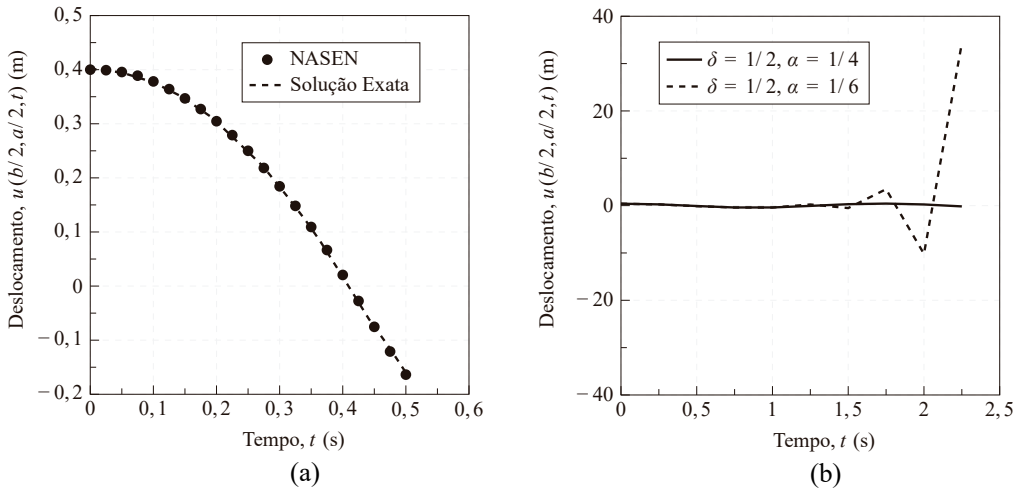 0,5
0,4
0,3
0,2
0,1
0
−0,1
−0,2
0
0,1
0,2
0,3
0,4
0,5
0,6
Deslocamento, u(b/2,a/2,t) (m)
Tempo, t (s)
NASEN
Solução Exata
(a)
40
20
0
−20
−40
0
0,5
1
1,5
2
2,5
Deslocamento, u(b/2,a/2,t) (m)
Tempo, t (s)
δ = 1/2, α = 1/4
δ = 1/2, α = 1/6
(b)